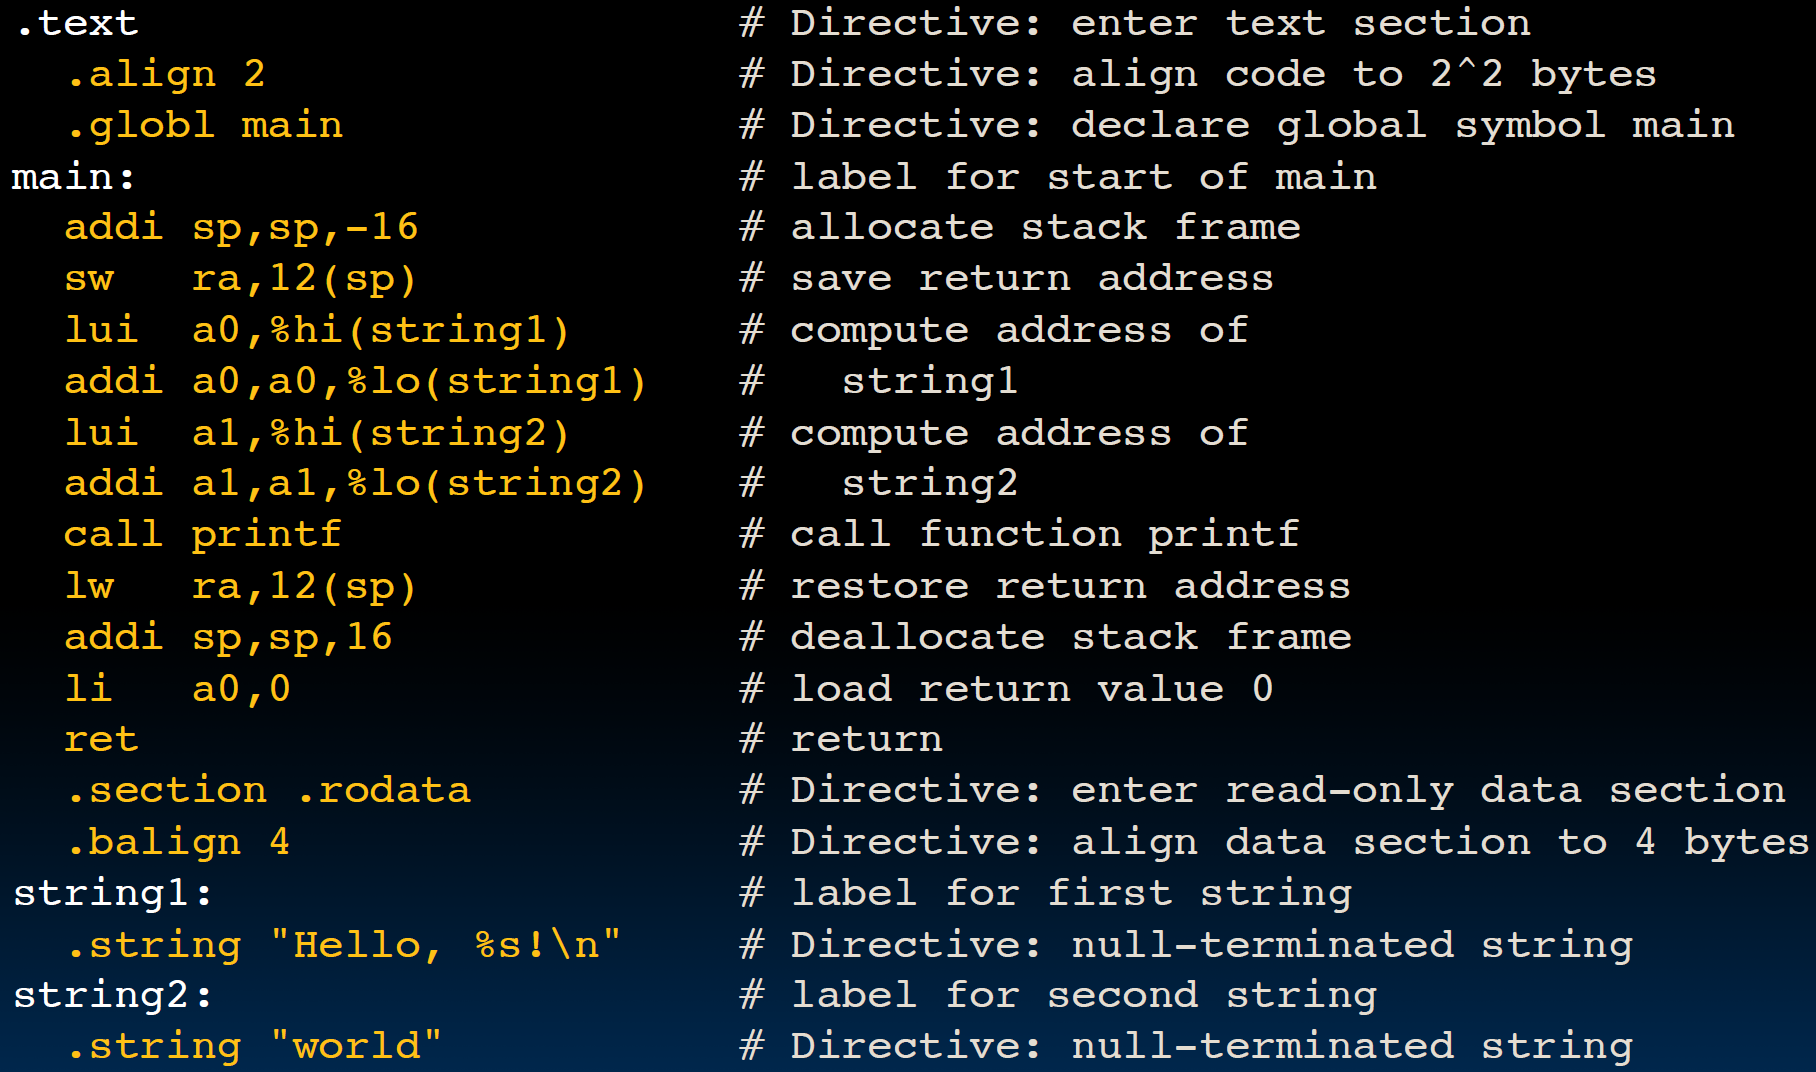 .text # Directive: enter text section
.align 2 # Directive: align code to 2^2 bytes
.globl main # Directive: declare global symbol main
main: # label for start of main
addi sp,sp,-16 # allocate stack frame
sw ra,12(sp) # save return address
lui a0,%hi(string1) # compute address of
addi a0,a0,%lo(string1) # string1
lui a1,%hi(string2) # compute address of
addi a1,a1,%lo(string2) # string2
call printf # call function printf
lw ra,12(sp) # restore return address
addi sp,sp,16 # deallocate stack frame
li a0,0 # load return value 0
ret # return
.section .rodata # Directive: enter read-only data section
.balign 4 # Directive: align data section to 4 bytes
string1: # label for first string
.string "Hello, %s!\n" # Directive: null-terminated string
string2: # label for second string
.string "world" # Directive: null-terminated string